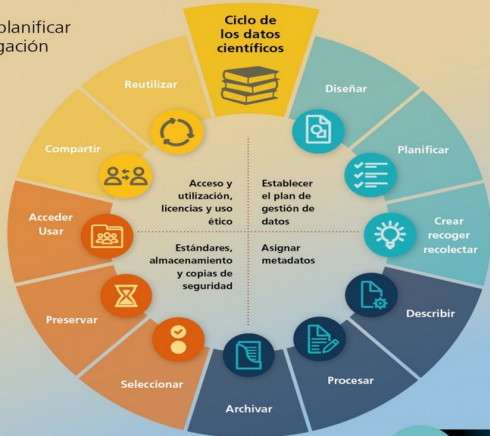 planificar
gación
Ciclo de
los datos
científicos
Diseñar
Planificar
Crear
recoger
recolectar
Describir
Procesar
Archivar
Seleccionar
Preservar
Acceder
Usar
Compartir
Reutilizar
Acceso y
utilización,
licencias y uso
ético
Establecer
el plan de
gestión de
datos
Estándares,
almacenamiento
y copias de
seguridad
Asignar
metadatos